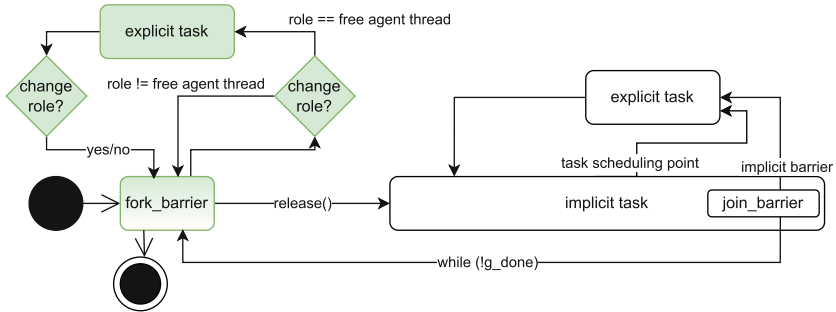 role == free agent thread
explicit task
role != free agent thread
change
role?
change
role?
explicit task
yes/no
task scheduling point
implicit barrier
fork_barrier
release()
implicit task
join_barrier
while (!g_done)